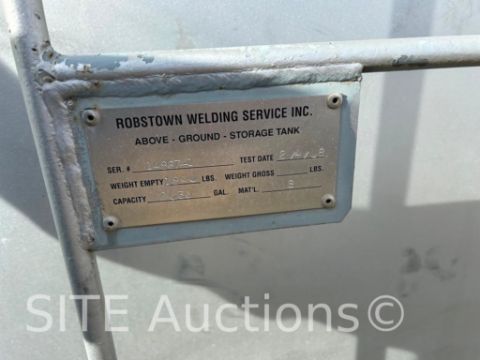 ROBSTOWN WELDING SERVICE INC.
ABOVE - GROUND - STORAGE TANK
SER. # TEST DATE
WEIGHT EMPTY LBS. WEIGHT GROSS LBS.
CAPACITY GAL. MAT'L.
SITE Auctions©